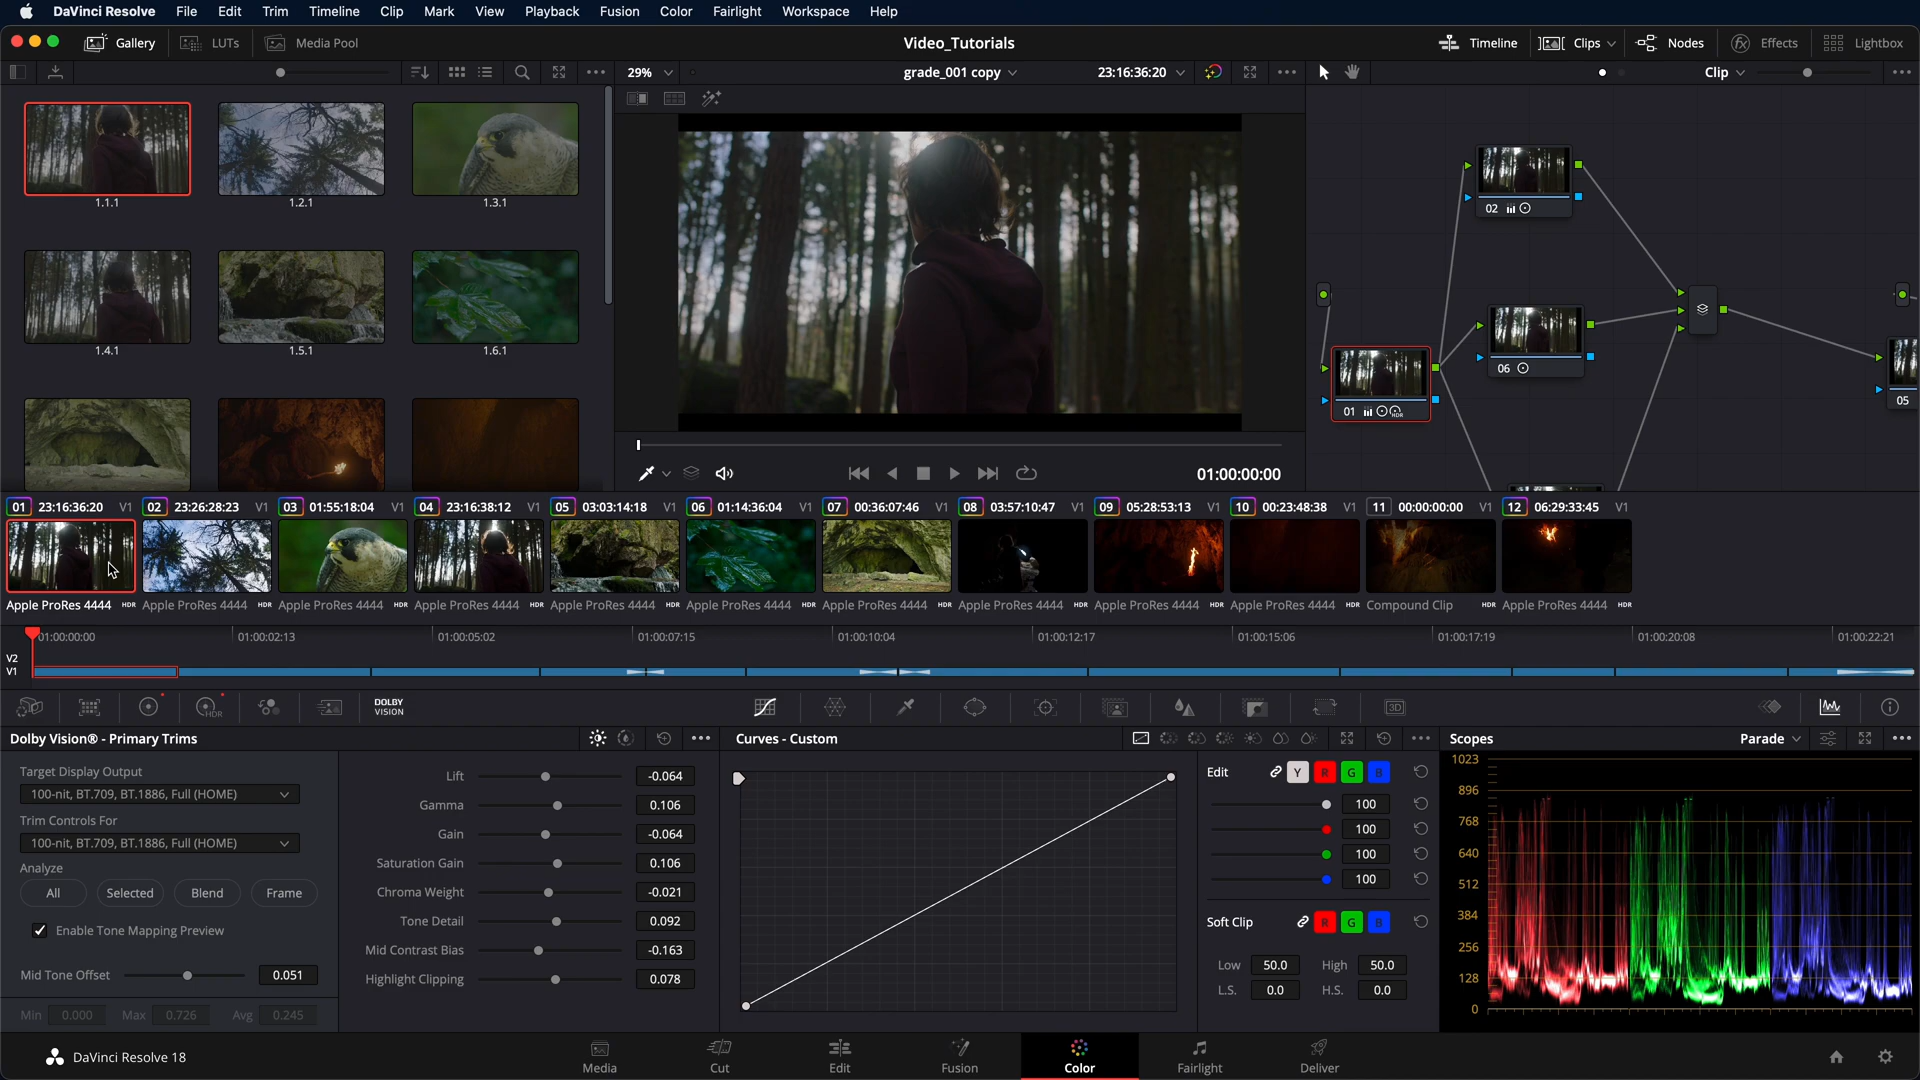 DaVinci Resolve File Edit Trim Timeline Clip Mark View Playback Fusion Color Fairlight Workspace Help
Gallery LUTs Media Pool Video_Tutorials Timeline Clips Nodes Effects Lightbox
29% grade_001 copy 23:16:36:20 Clip
1.1.1 1.2.1 1.3.1
1.4.1 1.5.1 1.6.1
02
06
01 HDR
05
01:00:00:00
01 23:16:36:20 V1 02 23:26:28:23 V1 03 01:55:18:04 V1 04 23:16:38:12 V1 05 03:03:14:18 V1 06 01:14:36:04 V1 07 00:36:07:46 V1 08 03:57:10:47 V1 09 05:28:53:13 V1 10 00:23:48:38 V1 11 00:00:00:00 V1 12 06:29:33:45 V1
Apple ProRes 4444 HDR Apple ProRes 4444 HDR Apple ProRes 4444 HDR Apple ProRes 4444 HDR Apple ProRes 4444 HDR Apple ProRes 4444 HDR Apple ProRes 4444 HDR Apple ProRes 4444 HDR Apple ProRes 4444 HDR Apple ProRes 4444 HDR Compound Clip HDR Apple ProRes 4444 HDR
01:00:00:00 01:00:02:13 01:00:05:02 01:00:07:15 01:00:10:04 01:00:12:17 01:00:15:06 01:00:17:19 01:00:20:08 01:00:22:21
V2
V1
HDR DOLBY VISION 3D
Dolby Vision® - Primary Trims
Target Display Output
100-nit, BT.709, BT.1886, Full (HOME)
Trim Controls For
100-nit, BT.709, BT.1886, Full (HOME)
Analyze
All Selected Blend Frame
Enable Tone Mapping Preview
Mid Tone Offset 0.051
Min 0.000 Max 0.726 Avg 0.245
Lift -0.064
Gamma 0.106
Gain -0.064
Saturation Gain 0.106
Chroma Weight -0.021
Tone Detail 0.092
Mid Contrast Bias -0.163
Highlight Clipping 0.078
Curves - Custom
Edit Y R G B
100
100
100
100
Soft Clip R G B
Low 50.0 High 50.0
L.S. 0.0 H.S. 0.0
Scopes Parade
1023
896
768
640
512
384
256
128
0
DaVinci Resolve 18
Media Cut Edit Fusion Color Fairlight Deliver